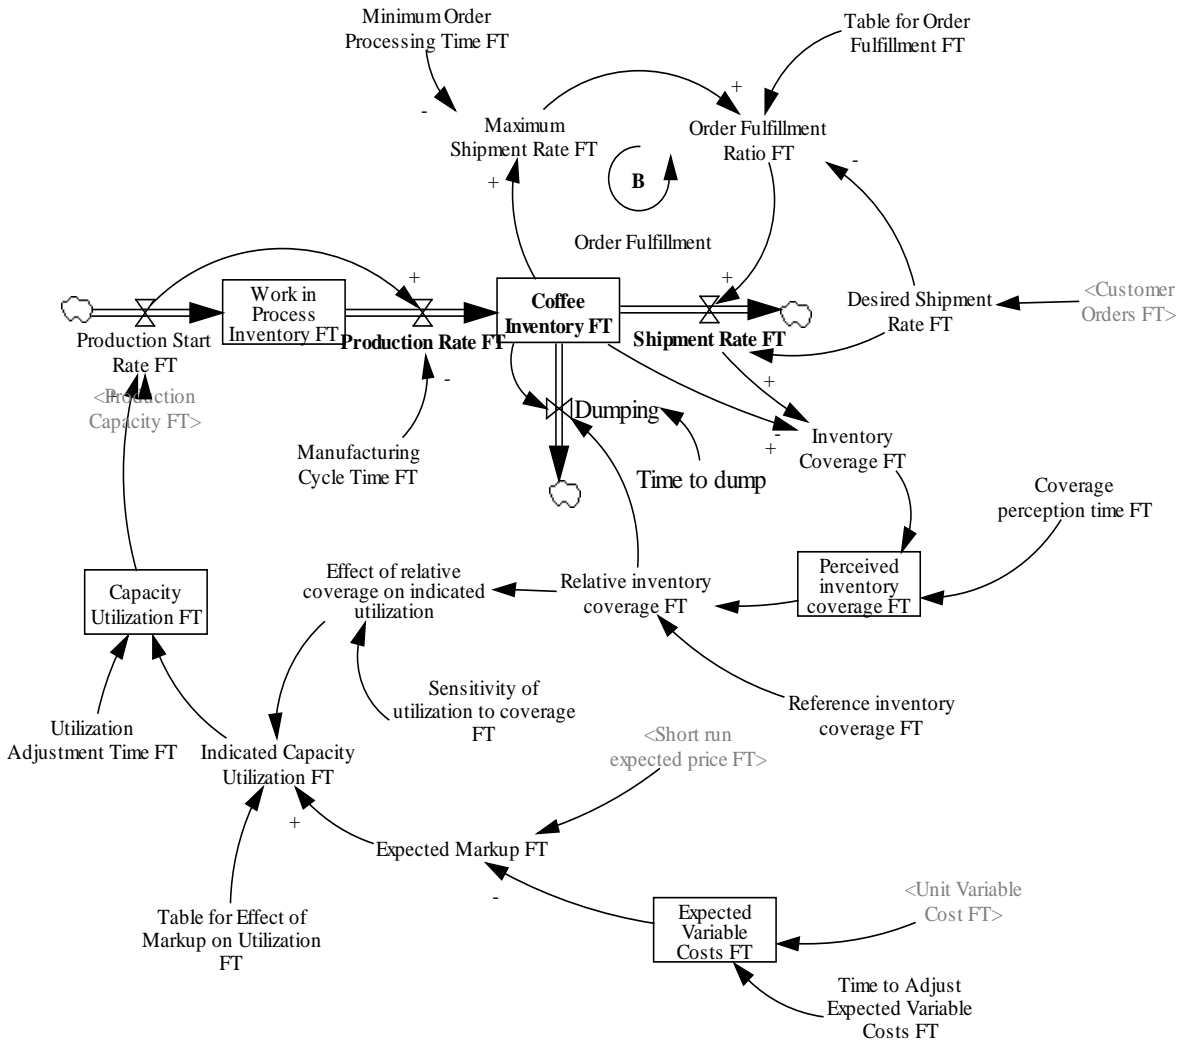 Minimum Order
Processing Time FT
Table for Order
Fulfillment FT
+
-
Maximum
Shipment Rate FT
Order Fulfillment
Ratio FT
-
+
B
Order Fulfillment
+
+
<Customer
Orders FT>
Desired Shipment
Rate FT
Work in
Process
Inventory FT
Coffee
Inventory FT
Production Start
Rate FT
Production Rate FT
Shipment Rate FT
-
+
<Production
Capacity FT>
+
Dumping
-
+
Inventory
Coverage FT
Manufacturing
Cycle Time FT
Time to dump
Coverage
perception time FT
Effect of relative
coverage on indicated
utilization
Relative inventory
coverage FT
Perceived
inventory
coverage FT
Capacity
Utilization FT
Sensitivity of
utilization to coverage
FT
Reference inventory
coverage FT
Utilization
Adjustment Time FT
Indicated Capacity
Utilization FT
<Short run
expected price FT>
+
Expected Markup FT
-
<Unit Variable
Cost FT>
Table for Effect of
Markup on Utilization
FT
Expected
Variable
Costs FT
Time to Adjust
Expected Variable
Costs FT